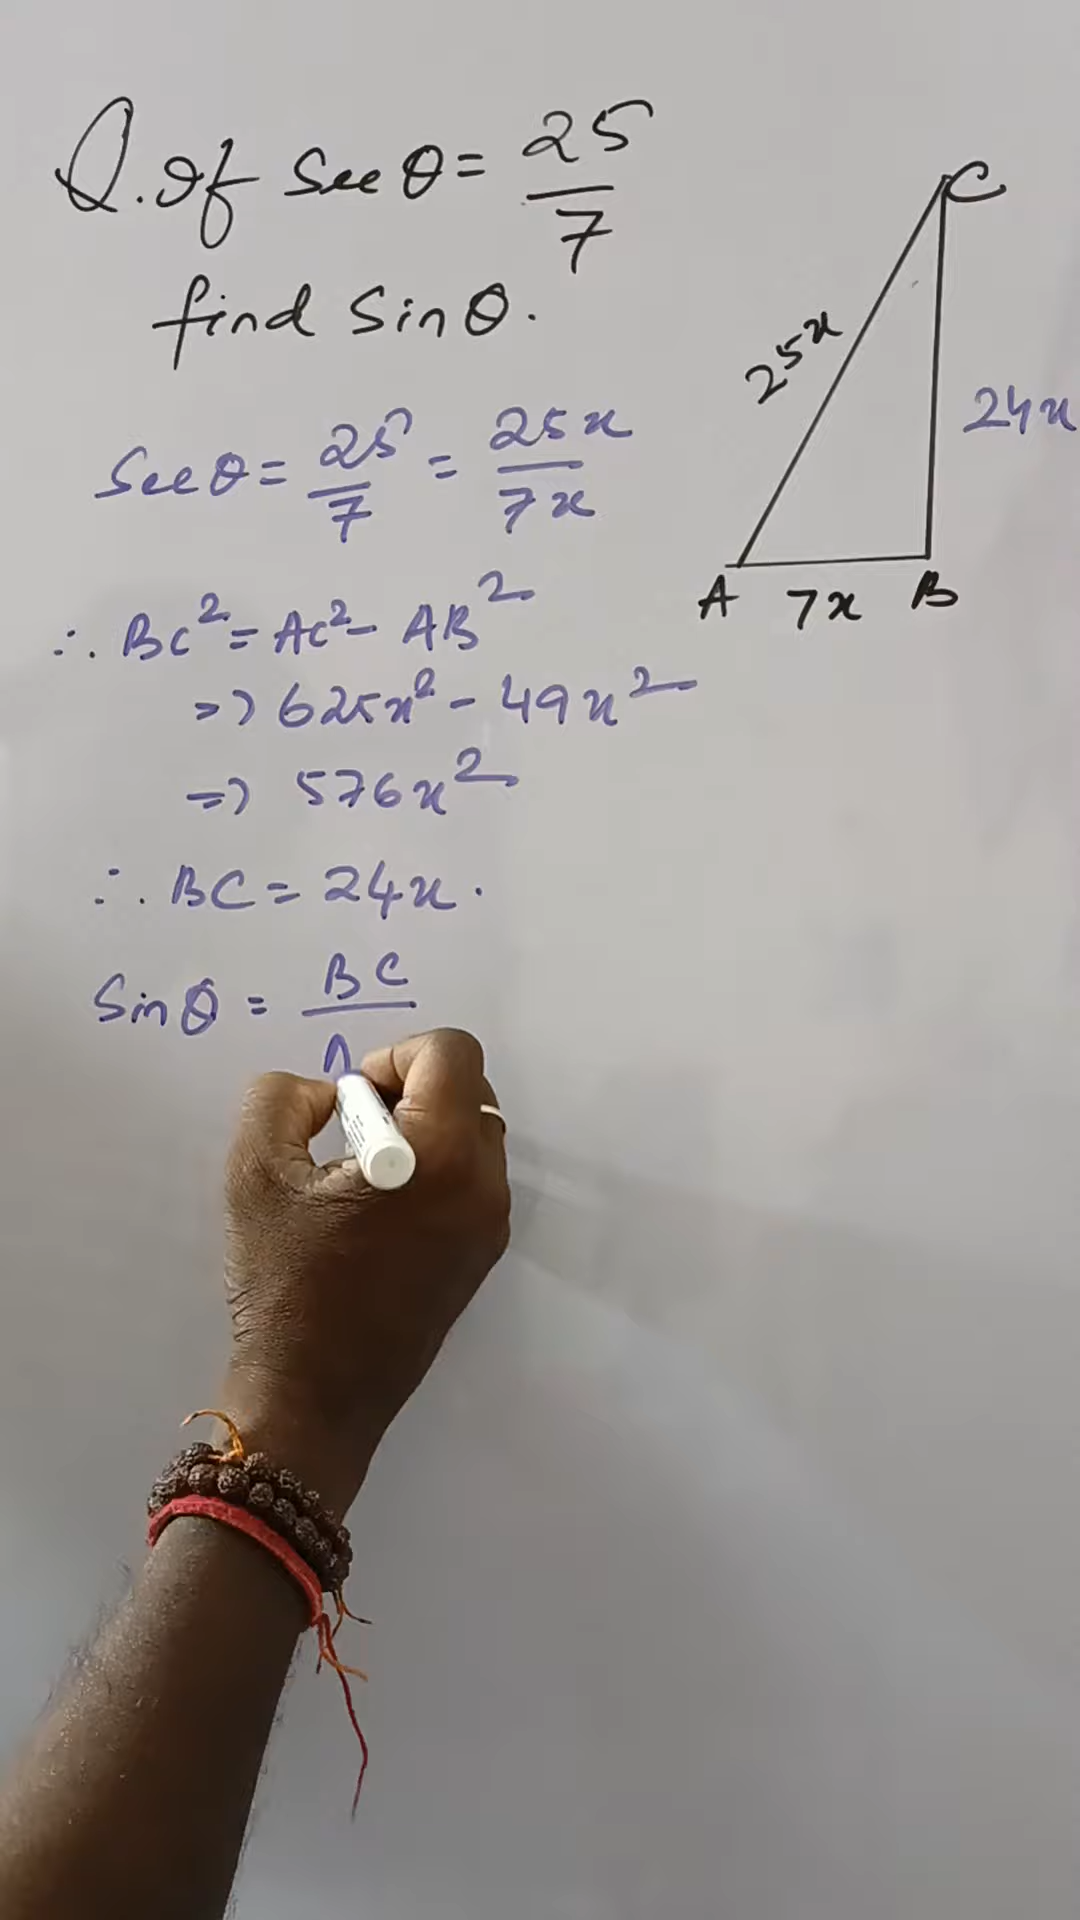 Q. If Sec θ = 25/7
find Sin θ.
Sec θ = 25/7 = 25x/7x
∴ BC² = AC² - AB²
=> 625x² - 49x²
=> 576x²
∴ BC = 24x.
Sin θ = BC/A
C
25x
24x
A 7x B